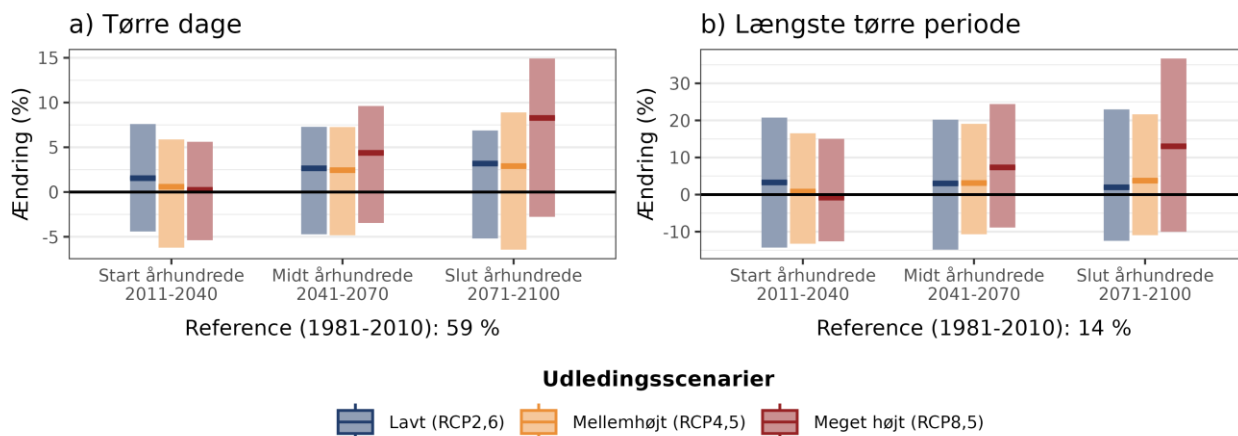 a) Tørre dage
Ændring (%)
15
10
5
0
-5
Start århundrede
2011-2040
Midt århundrede
2041-2070
Slut århundrede
2071-2100
Reference (1981-2010): 59 %
b) Længste tørre periode
Ændring (%)
30
20
10
0
-10
Start århundrede
2011-2040
Midt århundrede
2041-2070
Slut århundrede
2071-2100
Reference (1981-2010): 14 %
Udledingsscenarier
Lavt (RCP2,6)
Mellemhøjt (RCP4,5)
Meget højt (RCP8,5)